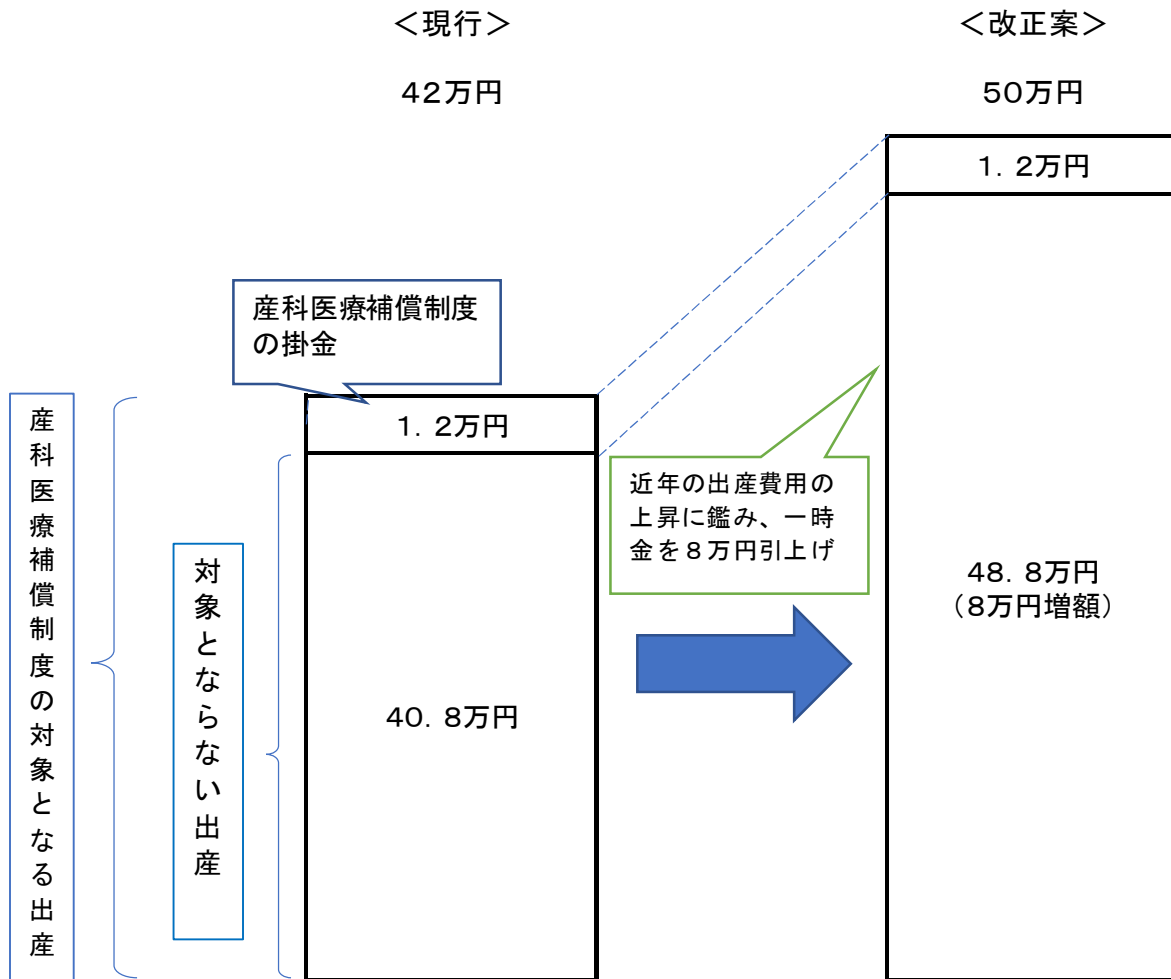 <現行>
<改正案>
42万円
50万円
1.2万円
産科医療補償制度
の掛金
1.2万円
近年の出産費用の
上昇に鑑み、一時
金を8万円引上げ
48.8万円
(8万円増額)
40.8万円
産科医療補償制度の対象となる出産
対象とならない出産